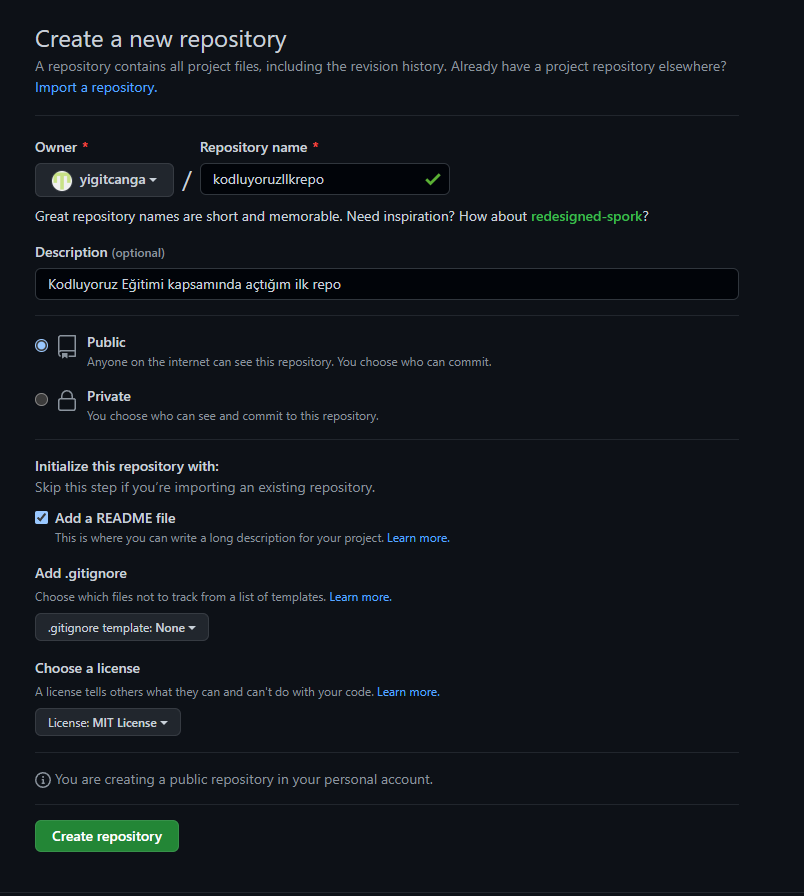 Create a new repository
A repository contains all project files, including the revision history. Already have a project repository elsewhere?
Import a repository.
Owner *
Repository name *
yigitcanga
/
kodluyoruzIlkrepo
Great repository names are short and memorable. Need inspiration? How about redesigned-spork?
Description (optional)
Kodluyoruz Eğitimi kapsamında açtığım ilk repo
Public
Anyone on the internet can see this repository. You choose who can commit.
Private
You choose who can see and commit to this repository.
Initialize this repository with:
Skip this step if you’re importing an existing repository.
Add a README file
This is where you can write a long description for your project. Learn more.
Add .gitignore
Choose which files not to track from a list of templates. Learn more.
.gitignore template: None
Choose a license
A license tells others what they can and can't do with your code. Learn more.
License: MIT License
You are creating a public repository in your personal account.
Create repository